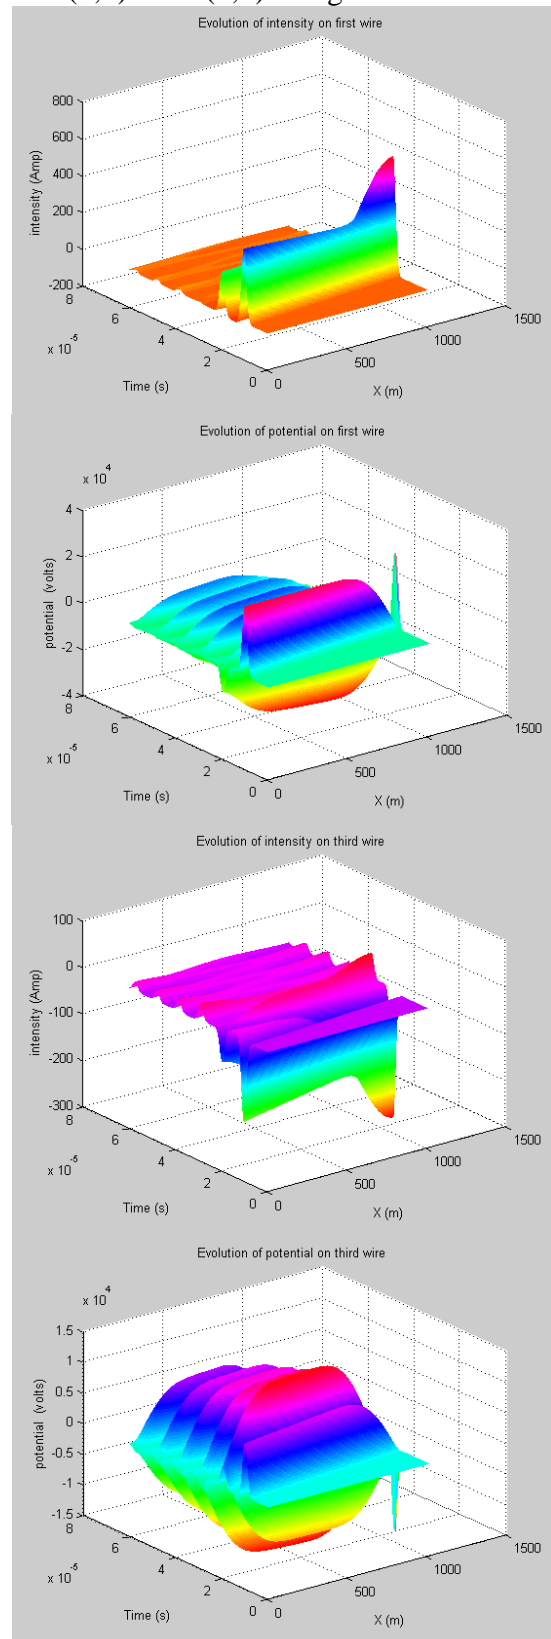 Evolution of intensity on first wire
800
600
400
200
0
-200
intensity (Amp)
8
6
4
2
0
x 10
-5
Time (s)
0
500
1000
1500
X (m)
Evolution of potential on first wire
x 10
4
4
2
0
-2
-4
potential (volts)
8
6
4
2
0
x 10
-5
Time (s)
0
500
1000
1500
X (m)
Evolution of intensity on third wire
100
0
-100
-200
-300
intensity (Amp)
8
6
4
2
0
x 10
-5
Time (s)
0
500
1000
1500
X (m)
Evolution of potential on third wire
x 10
4
1.5
1
0.5
0
-0.5
-1
-1.5
potential (volts)
8
6
4
2
0
x 10
-5
Time (s)
0
500
1000
1500
X (m)